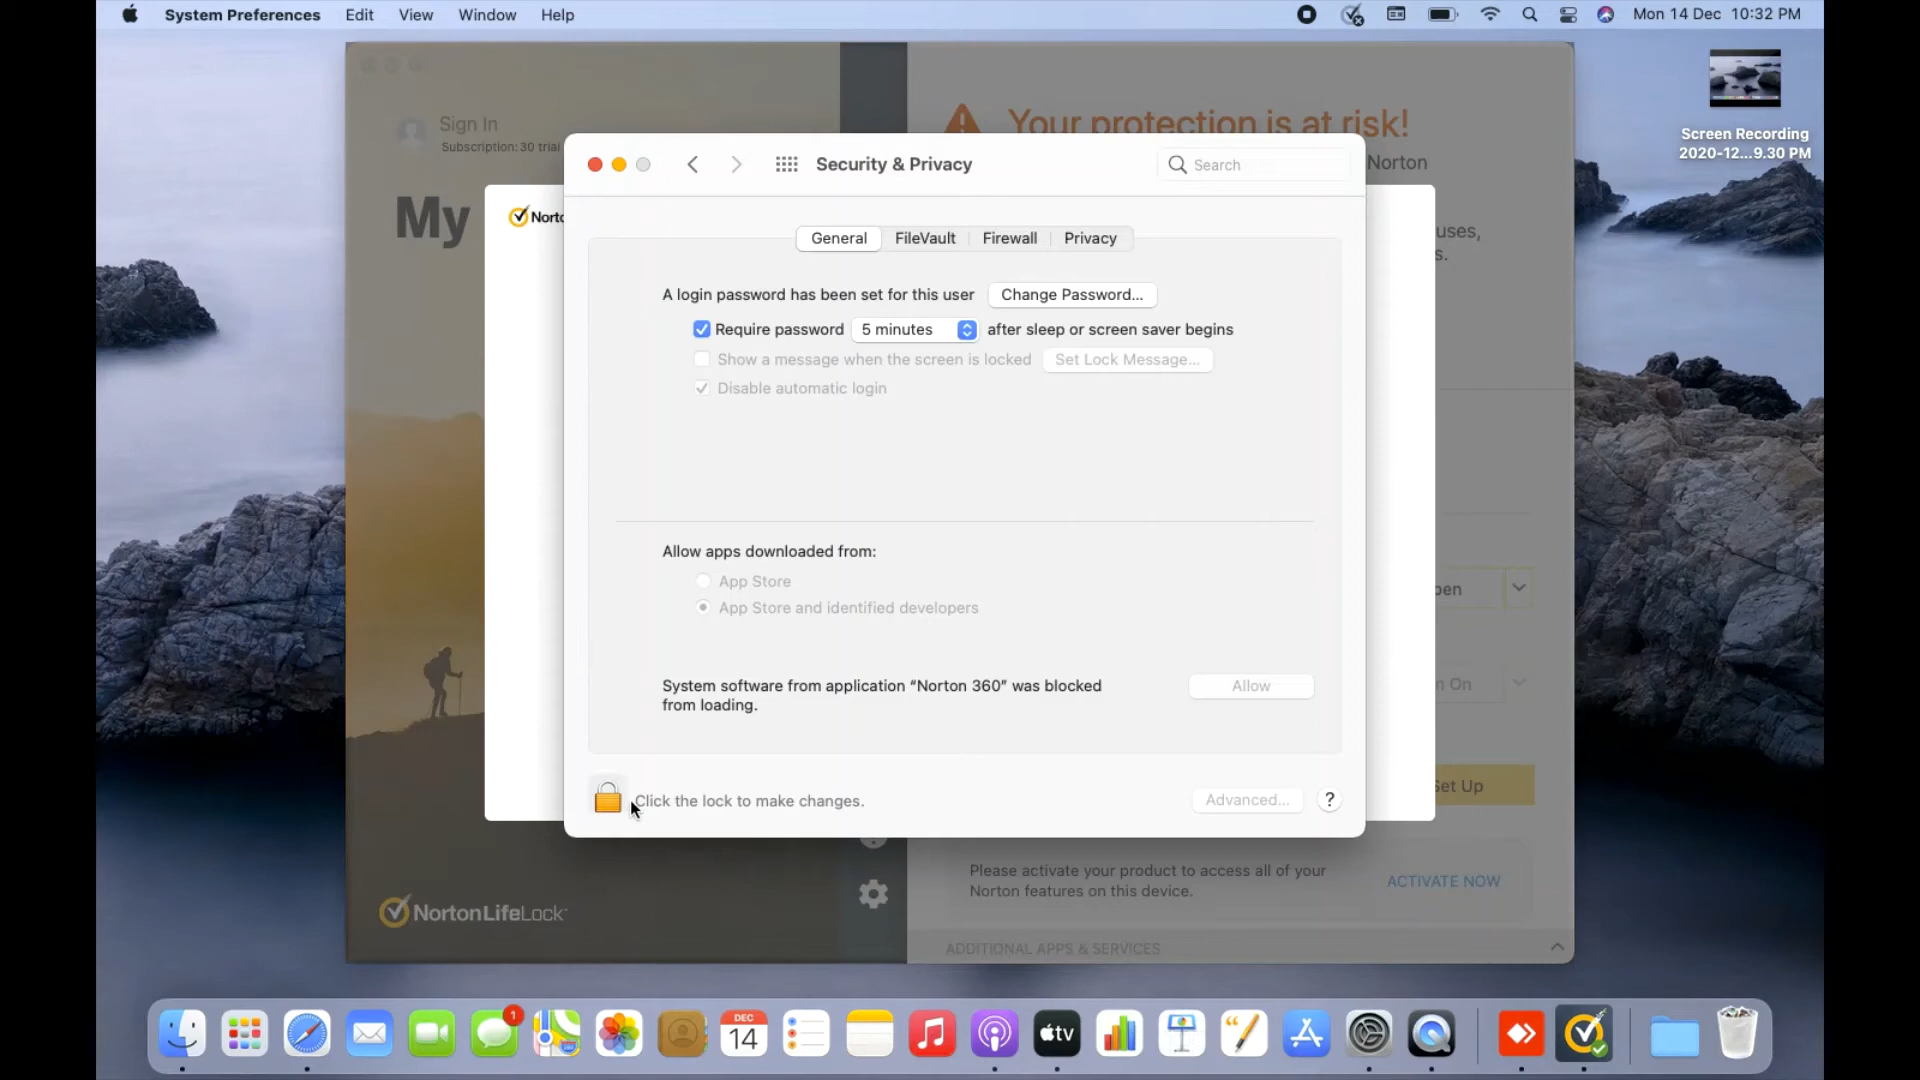 System Preferences Edit View Window Help
Mon 14 Dec 10:32 PM
Screen Recording
2020-12...9.30 PM
Sign In
Subscription: 30 trial
Your protection is at risk!
Norton
My
Security & Privacy
Search
General FileVault Firewall Privacy
uses,
s.
A login password has been set for this user Change Password...
Require password 5 minutes after sleep or screen saver begins
Show a message when the screen is locked Set Lock Message...
Disable automatic login
Allow apps downloaded from:
App Store
App Store and identified developers
System software from application “Norton 360” was blocked
from loading.
Allow
Click the lock to make changes.
Advanced... ?
n On
Set Up
Please activate your product to access all of your
Norton features on this device.
ACTIVATE NOW
NortonLifeLock
ADDITIONAL APPS & SERVICES
1
DEC
14
tv